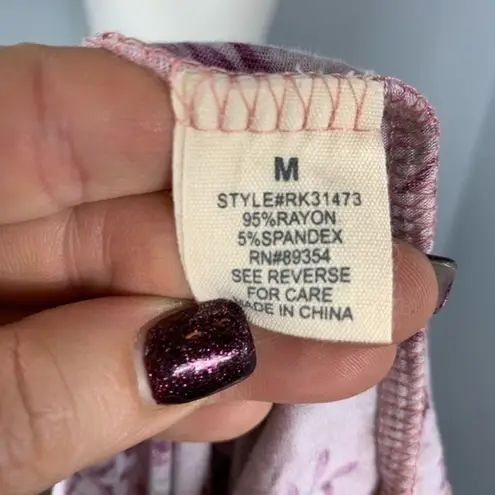 M
STYLE#RK31473
95%RAYON
5%SPANDEX
RN#89354
SEE REVERSE
FOR CARE
MADE IN CHINA